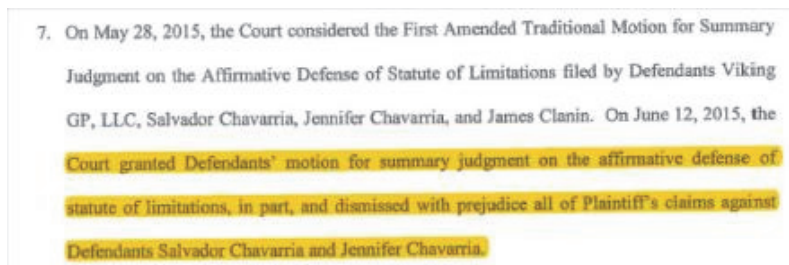 7. On May 28, 2015, the Court considered the First Amended Traditional Motion for Summary
Judgment on the Affirmative Defense of Statute of Limitations filed by Defendants Viking
GP, LLC, Salvador Chavarria, Jennifer Chavarria, and James Clanin. On June 12, 2015, the
Court granted Defendants' motion for summary judgment on the affirmative defense of
statute of limitations, in part, and dismissed with prejudice all of Plaintiff's claims against
Defendants Salvador Chavarria and Jennifer Chavarria.